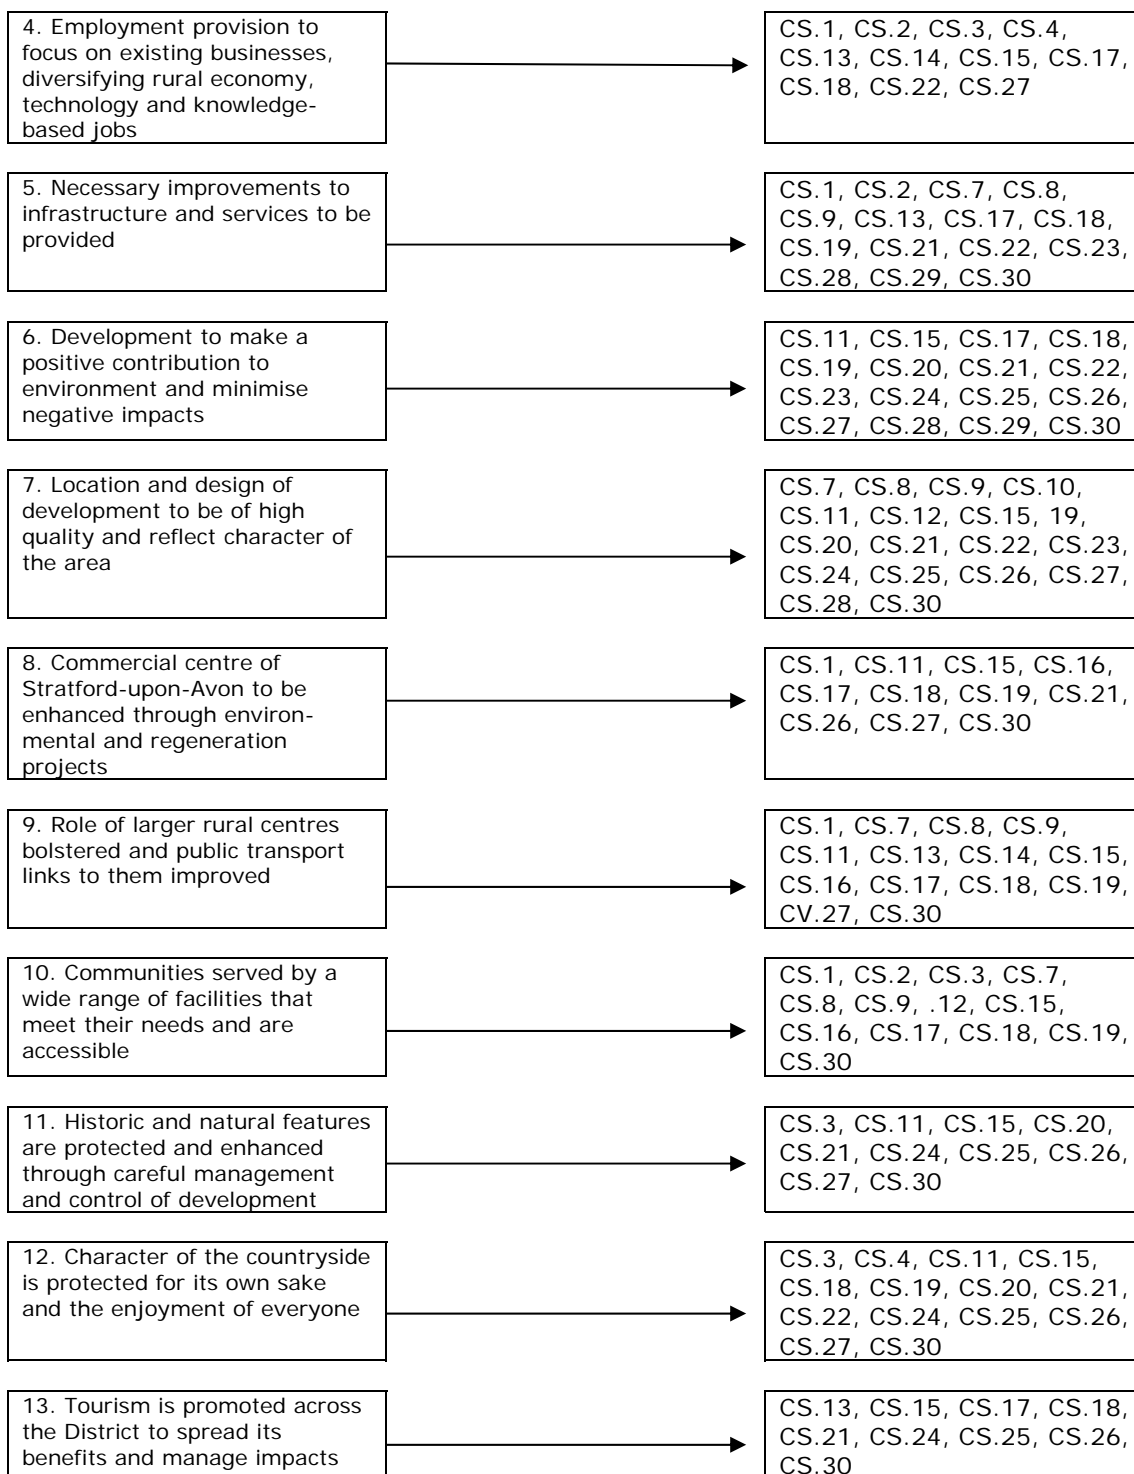 4. Employment provision to
focus on existing businesses,
diversifying rural economy,
technology and knowledge-
based jobs
CS.1, CS.2, CS.3, CS.4,
CS.13, CS.14, CS.15, CS.17,
CS.18, CS.22, CS.27
5. Necessary improvements to
infrastructure and services to be
provided
CS.1, CS.2, CS.7, CS.8,
CS.9, CS.13, CS.17, CS.18,
CS.19, CS.21, CS.22, CS.23,
CS.28, CS.29, CS.30
6. Development to make a
positive contribution to
environment and minimise
negative impacts
CS.11, CS.15, CS.17, CS.18,
CS.19, CS.20, CS.21, CS.22,
CS.23, CS.24, CS.25, CS.26,
CS.27, CS.28, CS.29, CS.30
7. Location and design of
development to be of high
quality and reflect character of
the area
CS.7, CS.8, CS.9, CS.10,
CS.11, CS.12, CS.15, 19,
CS.20, CS.21, CS.22, CS.23,
CS.24, CS.25, CS.26, CS.27,
CS.28, CS.30
8. Commercial centre of
Stratford-upon-Avon to be
enhanced through environ-
mental and regeneration
projects
CS.1, CS.11, CS.15, CS.16,
CS.17, CS.18, CS.19, CS.21,
CS.26, CS.27, CS.30
9. Role of larger rural centres
bolstered and public transport
links to them improved
CS.1, CS.7, CS.8, CS.9,
CS.11, CS.13, CS.14, CS.15,
CS.16, CS.17, CS.18, CS.19,
CV.27, CS.30
10. Communities served by a
wide range of facilities that
meet their needs and are
accessible
CS.1, CS.2, CS.3, CS.7,
CS.8, CS.9, .12, CS.15,
CS.16, CS.17, CS.18, CS.19,
CS.30
11. Historic and natural features
are protected and enhanced
through careful management
and control of development
CS.3, CS.11, CS.15, CS.20,
CS.21, CS.24, CS.25, CS.26,
CS.27, CS.30
12. Character of the countryside
is protected for its own sake
and the enjoyment of everyone
CS.3, CS.4, CS.11, CS.15,
CS.18, CS.19, CS.20, CS.21,
CS.22, CS.24, CS.25, CS.26,
CS.27, CS.30
13. Tourism is promoted across
the District to spread its
benefits and manage impacts
CS.13, CS.15, CS.17, CS.18,
CS.21, CS.24, CS.25, CS.26,
CS.30